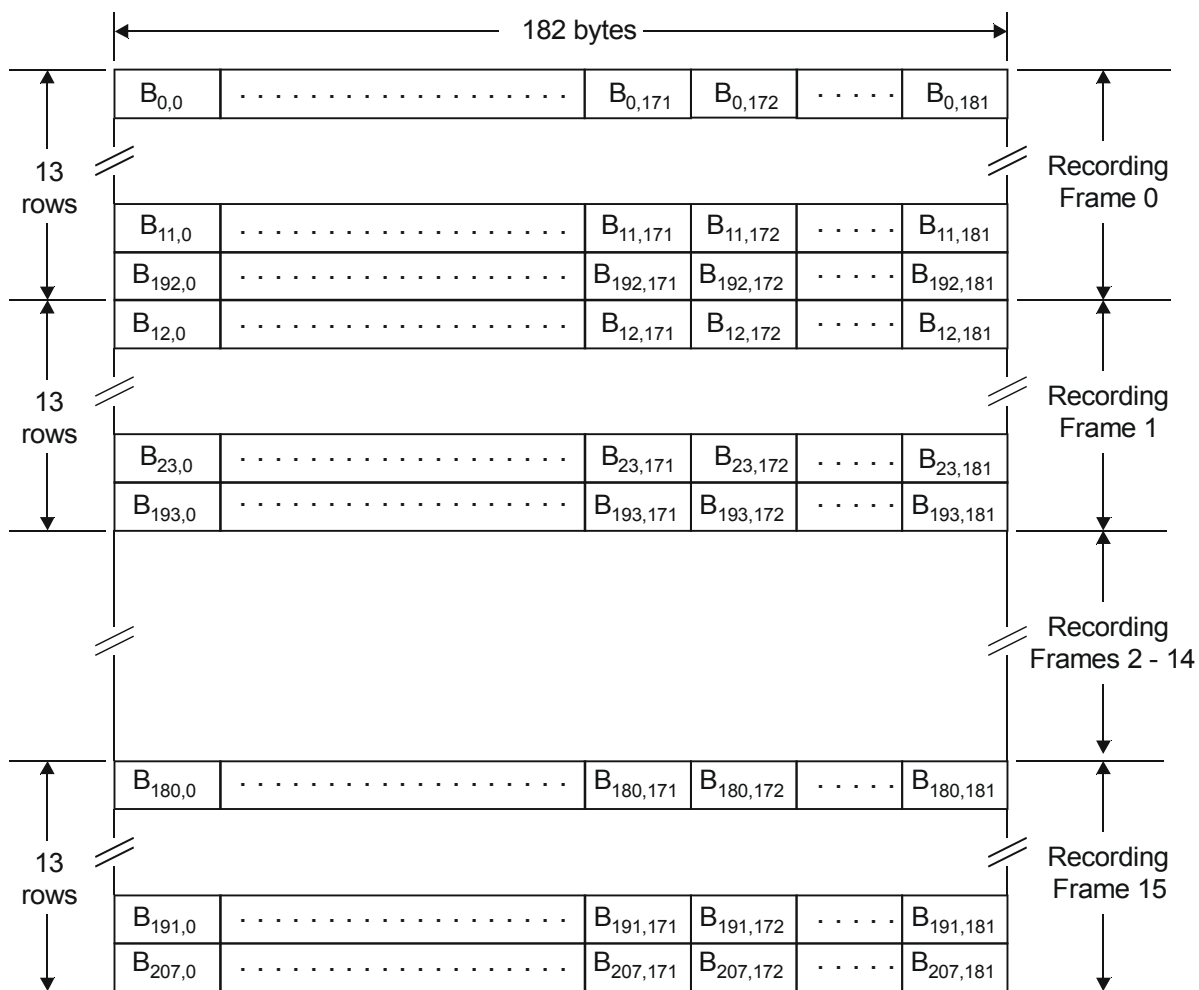 182 bytes
B0,0 . . . . . . . . . . . . . . . . . . . B0,171 B0,172 . . . . . B0,181
13 rows
Recording Frame 0
B11,0 . . . . . . . . . . . . . . . . . . . B11,171 B11,172 . . . . . B11,181
B192,0 . . . . . . . . . . . . . . . . . . . B192,171 B192,172 . . . . . B192,181
B12,0 . . . . . . . . . . . . . . . . . . . B12,171 B12,172 . . . . . B12,181
13 rows
Recording Frame 1
B23,0 . . . . . . . . . . . . . . . . . . . B23,171 B23,172 . . . . . B23,181
B193,0 . . . . . . . . . . . . . . . . . . . B193,171 B193,172 . . . . . B193,181
Recording Frames 2 - 14
B180,0 . . . . . . . . . . . . . . . . . . . B180,171 B180,172 . . . . . B180,181
13 rows
Recording Frame 15
B191,0 . . . . . . . . . . . . . . . . . . . B191,171 B191,172 . . . . . B191,181
B207,0 . . . . . . . . . . . . . . . . . . . B207,171 B207,172 . . . . . B207,181